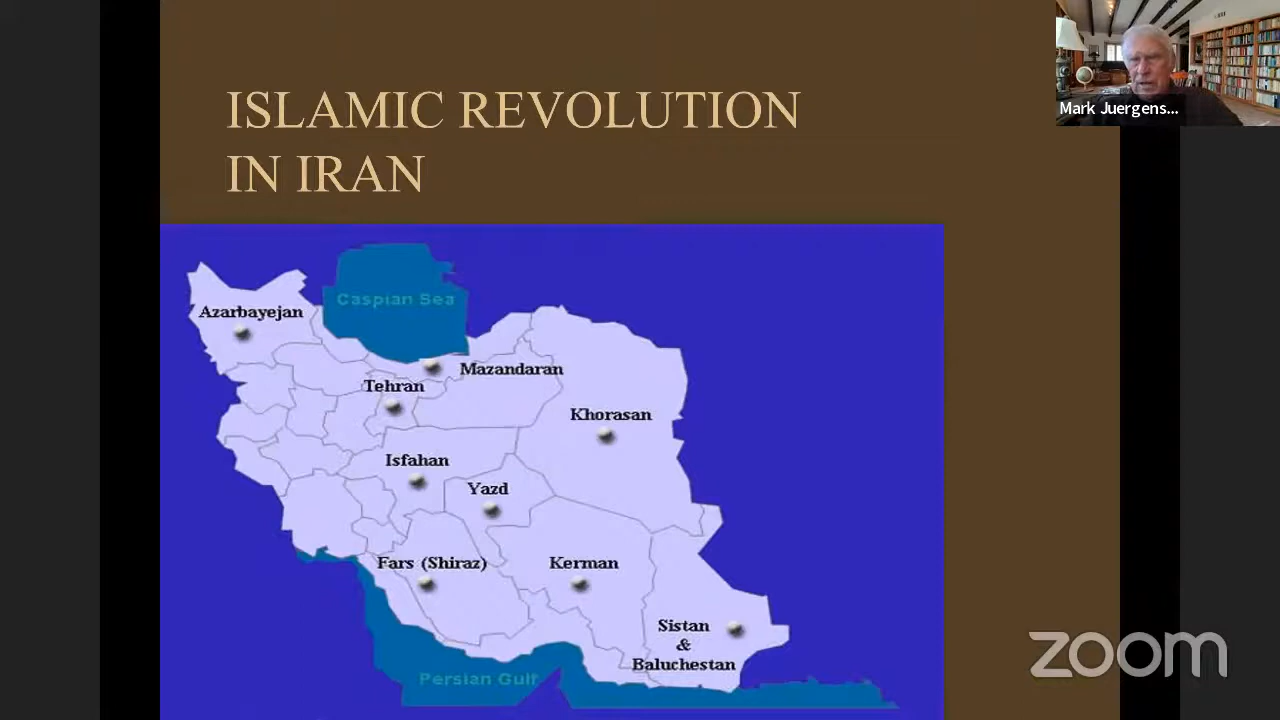 ISLAMIC REVOLUTION
IN IRAN
Mark Juergens...
Caspian Sea
Azarbayejan
Mazandaran
Tehran
Khorasan
Isfahan
Yazd
Fars (Shiraz)
Kerman
Sistan
&
Baluchestan
Persian Gulf
zoom